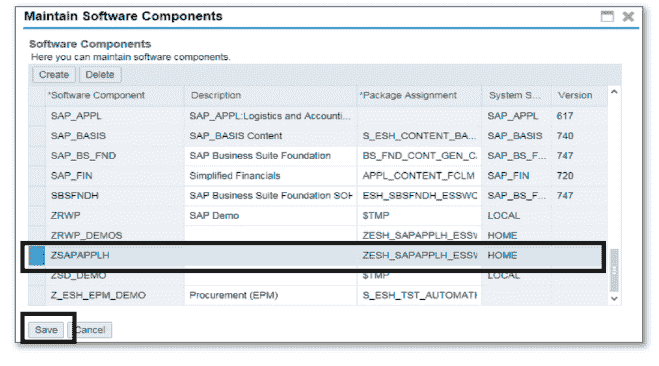 Maintain Software Components
Software Components
Here you can maintain software components.
Create Delete
*Software Component Description *Package Assignment System S... Version
SAP_APPL SAP_APPL:Logistics and Accounti... SAP_APPL 617
SAP_BASIS SAP_BASIS Content S_ESH_CONTENT_BA... SAP_BASIS 740
SAP_BS_FND SAP Business Suite Foundation BS_FND_CONT_GEN_C. SAP_BS_F... 747
SAP_FIN Simplified Financials APPL_CONTENT_FCLM SAP_FIN 720
SBSFNDH SAP Business Suite Foundation SOH ESH_SBSFNDH_ESSWC SAP_BS_F... 747
ZRWP SAP Demo $TMP LOCAL
ZRWP_DEMOS ZESH_SAPAPPLH_ESSV HOME
ZSAPAPPLH ZESH_SAPAPPLH_ESSV HOME
ZSD_DEMO $TMP LOCAL
Z_ESH_EPM_DEMO Procurement (EPM) S_ESH_TST_AUTOMATI
Save Cancel